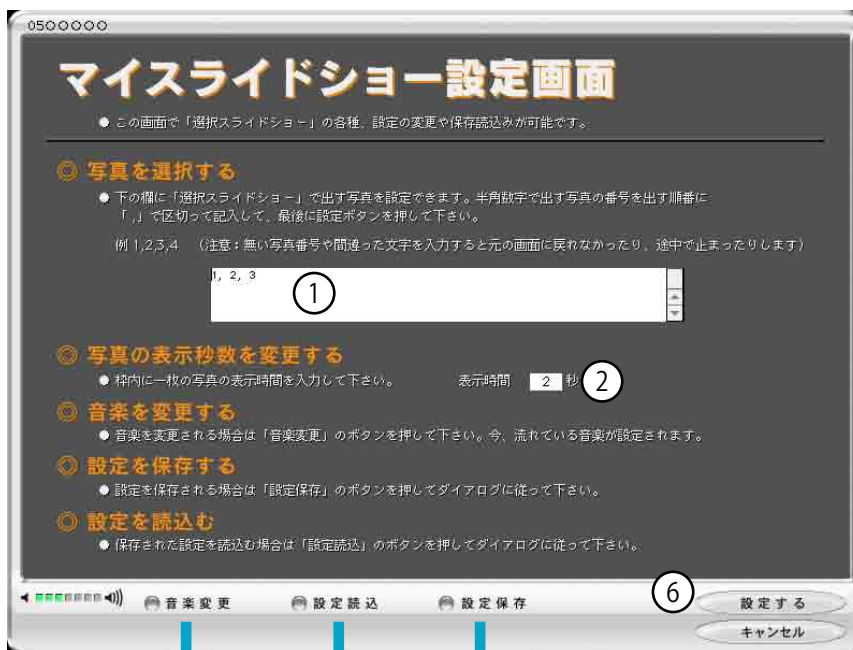 0500000
マイスライドショー設定画面
● この画面で「選択スライドショー」の各種、設定の変更や保存読込みが可能です。
◎ 写真を選択する
● 下の欄に「選択スライドショー」で出す写真を設定できます。半角数字で出す写真の番号を出す順番に
「,」で区切って記入して、最後に設定ボタンを押して下さい。
例 1,2,3,4 （注意：無い写真番号や間違った文字を入力すると元の画面に戻れなかったり、途中で止まったりします）
1, 2, 3
①
◎ 写真の表示秒数を変更する
● 枠内に一枚の写真の表示時間を入力して下さい。 表示時間 2 秒 ②
◎ 音楽を変更する
● 音楽を変更される場合は「音楽変更」のボタンを押して下さい。今、流れている音楽が設定されます。
◎ 設定を保存する
● 設定を保存される場合は「設定保存」のボタンを押してダイアログに従って下さい。
◎ 設定を読込む
● 保存された設定を読込む場合は「設定読込」のボタンを押してダイアログに従って下さい。
音楽変更 設定読込 設定保存 ⑥ 設定する
キャンセル